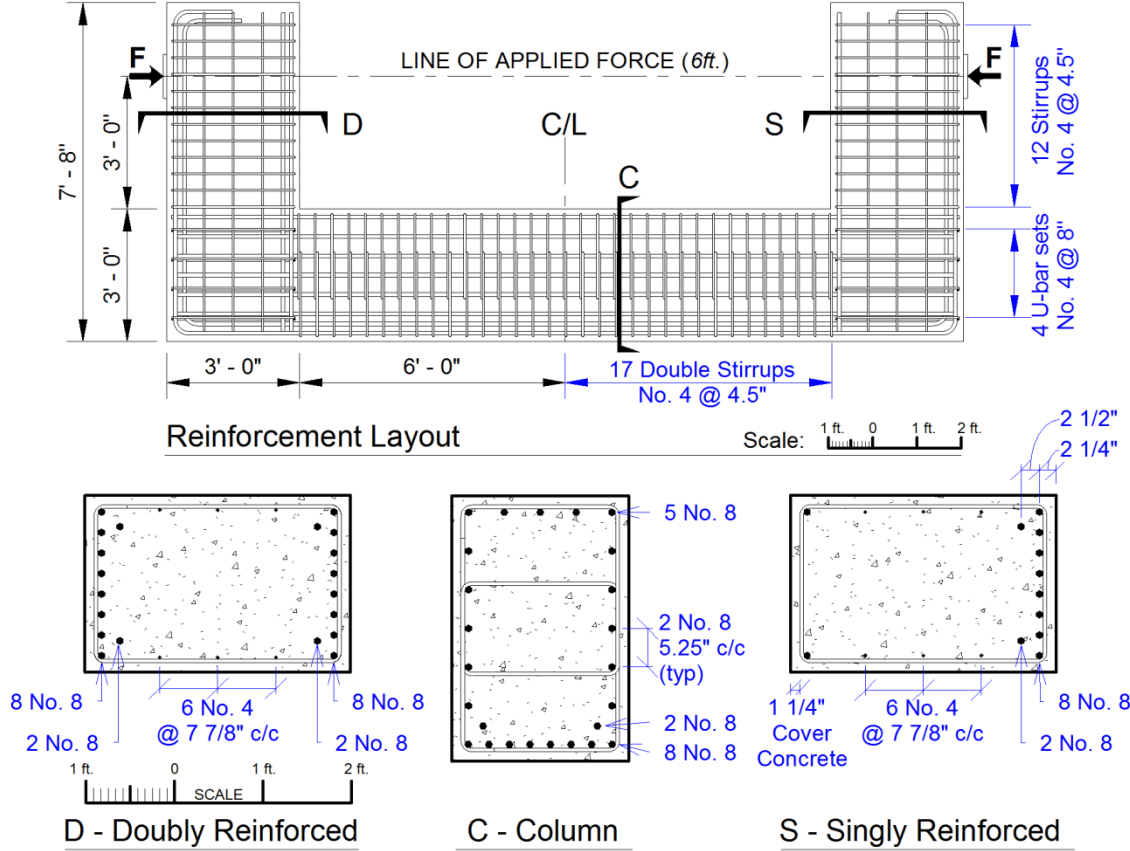 F
LINE OF APPLIED FORCE (6ft.)
F
D
C/L
S
C
7' - 8"
3' - 0"
3' - 0"
12 Stirrups
No. 4 @ 4.5"
4 U-bar sets
No. 4 @ 8"
3' - 0"
6' - 0"
17 Double Stirrups
No. 4 @ 4.5"
Reinforcement Layout
Scale:
1 ft.
0
1 ft.
2 ft.
2 1/2"
2 1/4"
8 No. 8
2 No. 8
6 No. 4
@ 7 7/8" c/c
2 No. 8
8 No. 8
5 No. 8
2 No. 8
5.25" c/c
(typ)
2 No. 8
8 No. 8
1 1/4"
Cover
Concrete
6 No. 4
@ 7 7/8" c/c
8 No. 8
2 No. 8
1 ft.
0
1 ft.
2 ft.
SCALE
D - Doubly Reinforced
C - Column
S - Singly Reinforced